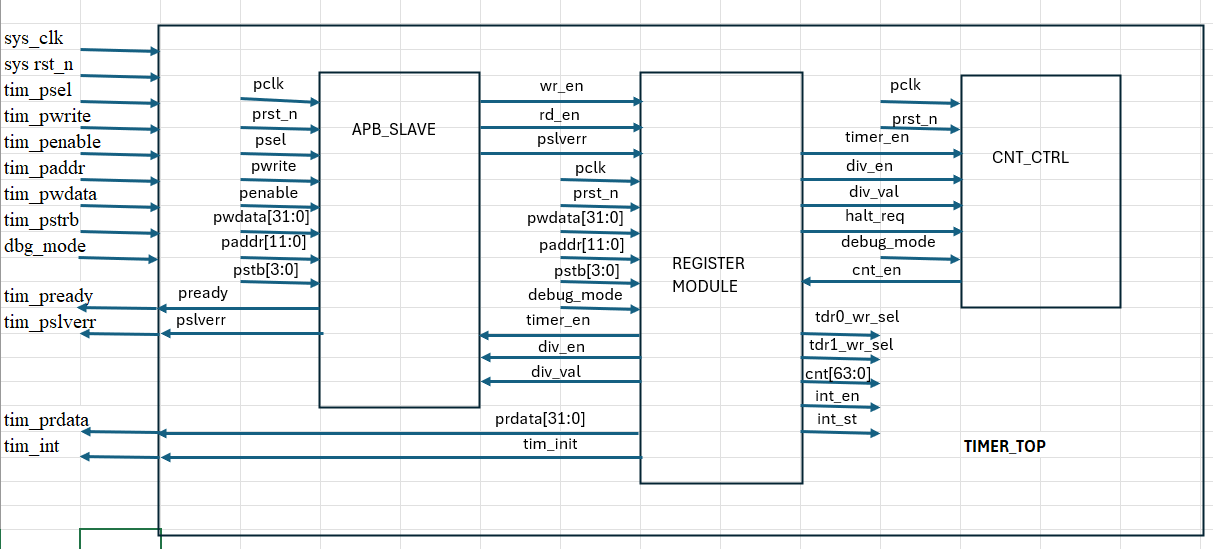 sys_clk
sys rst_n
tim_psel
tim_pwrite
tim_penable
tim_paddr
tim_pwdata
tim_pstrb
dbg_mode
tim_pready
tim_pslverr
tim_prdata
tim_int
pclk
prst_n
psel
pwrite
penable
pwdata[31:0]
paddr[11:0]
pstb[3:0]
pready
pslverr
APB_SLAVE
wr_en
rd_en
pslverr
pclk
prst_n
pwdata[31:0]
paddr[11:0]
pstb[3:0]
debug_mode
timer_en
div_en
div_val
prdata[31:0]
tim_init
REGISTER
MODULE
pclk
prst_n
timer_en
div_en
div_val
halt_req
debug_mode
cnt_en
tdr0_wr_sel
tdr1_wr_sel
cnt[63:0]
int_en
int_st
CNT_CTRL
TIMER_TOP